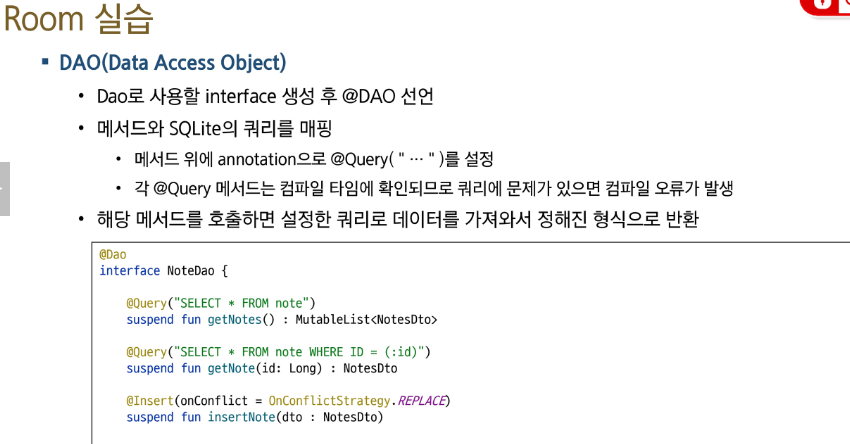 Room 실습
▪ DAO(Data Access Object)
• Dao로 사용할 interface 생성 후 @DAO 선언
• 메서드와 SQLite의 쿼리를 매핑
• 메서드 위에 annotation으로 @Query( " … " )를 설정
• 각 @Query 메서드는 컴파일 타임에 확인되므로 쿼리에 문제가 있으면 컴파일 오류가 발생
• 해당 메서드를 호출하면 설정한 쿼리로 데이터를 가져와서 정해진 형식으로 반환
@Dao
interface NoteDao {
@Query("SELECT * FROM note")
suspend fun getNotes() : MutableList<NotesDto>
@Query("SELECT * FROM note WHERE ID = (:id)")
suspend fun getNote(id: Long) : NotesDto
@Insert(onConflict = OnConflictStrategy.REPLACE)
suspend fun insertNote(dto : NotesDto)